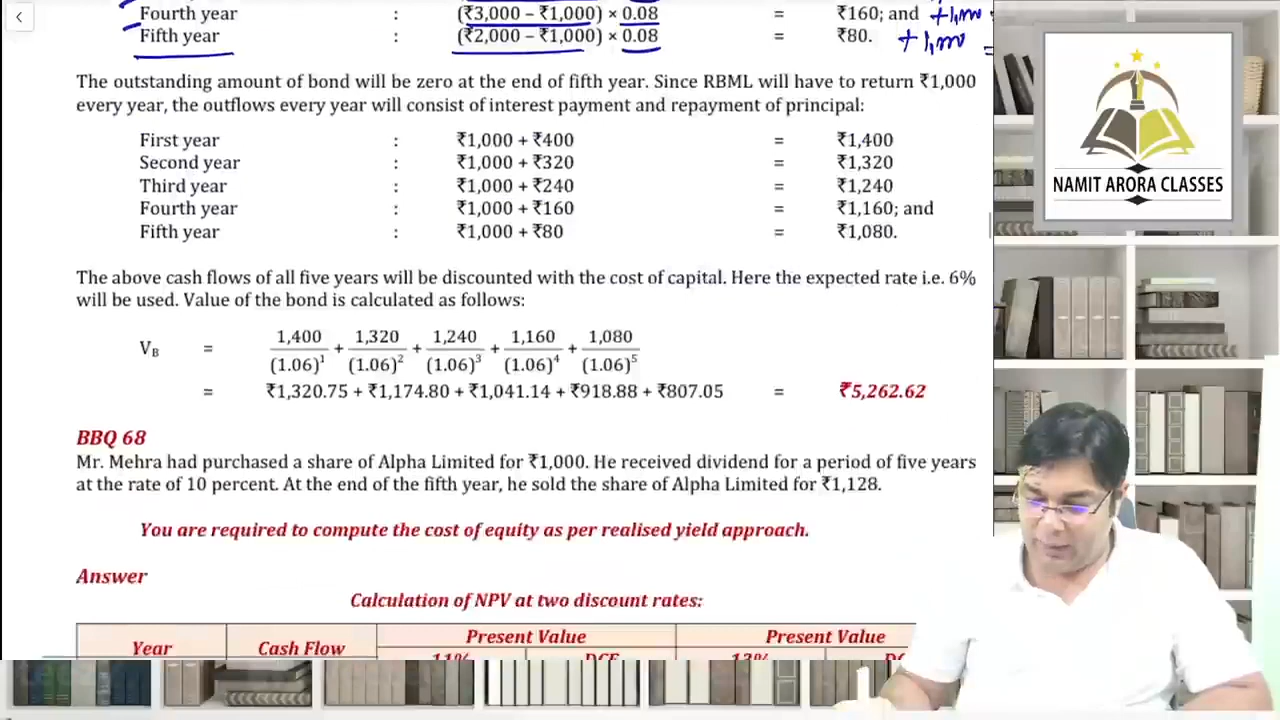 Fourth year : (₹3,000 – ₹1,000) × 0.08 = ₹160; and +1,000 =
Fifth year : (₹2,000 – ₹1,000) × 0.08 = ₹80. +1,000 =
The outstanding amount of bond will be zero at the end of fifth year. Since RBML will have to return ₹1,000
every year, the outflows every year will consist of interest payment and repayment of principal:
First year : ₹1,000 + ₹400 = ₹1,400
Second year : ₹1,000 + ₹320 = ₹1,320
Third year : ₹1,000 + ₹240 = ₹1,240
Fourth year : ₹1,000 + ₹160 = ₹1,160; and
Fifth year : ₹1,000 + ₹80 = ₹1,080.
The above cash flows of all five years will be discounted with the cost of capital. Here the expected rate i.e. 6%
will be used. Value of the bond is calculated as follows:
V_B = 1,400/(1.06)^1 + 1,320/(1.06)^2 + 1,240/(1.06)^3 + 1,160/(1.06)^4 + 1,080/(1.06)^5
= ₹1,320.75 + ₹1,174.80 + ₹1,041.14 + ₹918.88 + ₹807.05 = ₹5,262.62
BBQ 68
Mr. Mehra had purchased a share of Alpha Limited for ₹1,000. He received dividend for a period of five years
at the rate of 10 percent. At the end of the fifth year, he sold the share of Alpha Limited for ₹1,128.
You are required to compute the cost of equity as per realised yield approach.
Answer
Calculation of NPV at two discount rates:
Year Cash Flow Present Value Present Value
11% DCF 13%
NAMIT ARORA CLASSES